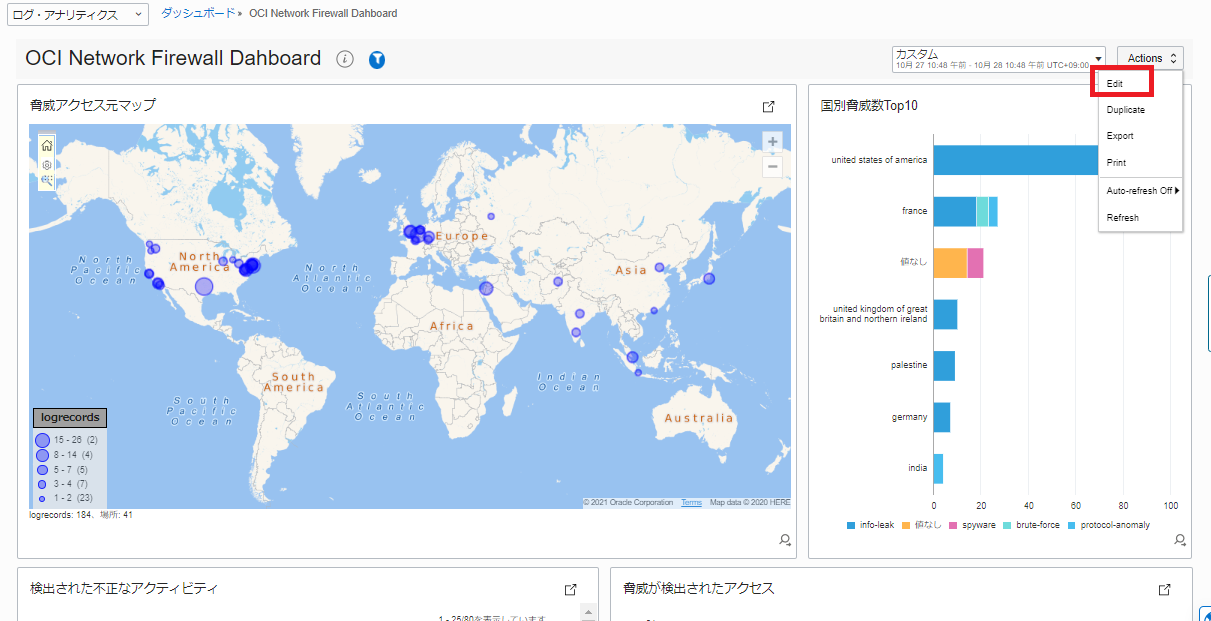 ログ・アナリティクス
ダッシュボード » OCI Network Firewall Dahboard
OCI Network Firewall Dahboard
カスタム
10月 27 10:48 午前 - 10月 28 10:48 午前 UTC+09:00
Actions
Edit
Duplicate
Export
Print
Auto-refresh Off
Refresh
脅威アクセス元マップ
North Pacific Ocean
North America
North Atlantic Ocean
Europe
Asia
Africa
South America
South Pacific Ocean
South Atlantic Ocean
Indian Ocean
Australia
logrecords
15 - 26 (2)
8 - 14 (4)
5 - 7 (5)
3 - 4 (7)
1 - 2 (23)
© 2021 Oracle Corporation Terms Map data © 2020 HERE
logrecords: 184、場所: 41
国別脅威数Top10
united states of america
france
値なし
united kingdom of great
britain and northern ireland
palestine
germany
india
0 20 40 60 80 100
info-leak 値なし spyware brute-force protocol-anomaly
検出された不正なアクティビティ
1 - 25/80を表示しています
脅威が検出されたアクセス